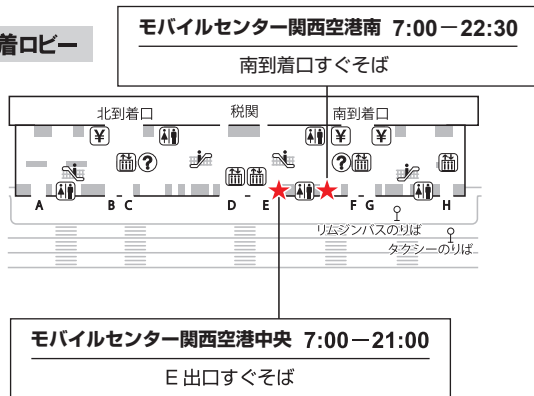 着ロビー
モバイルセンター関西空港南 7:00－22:30
南到着口すぐそば
北到着口 税関 南到着口
¥ ¥ ¥
? ?
A B C D E F G H
リムジンバスのりば
タクシーのりば
モバイルセンター関西空港中央 7:00－21:00
E 出口すぐそば